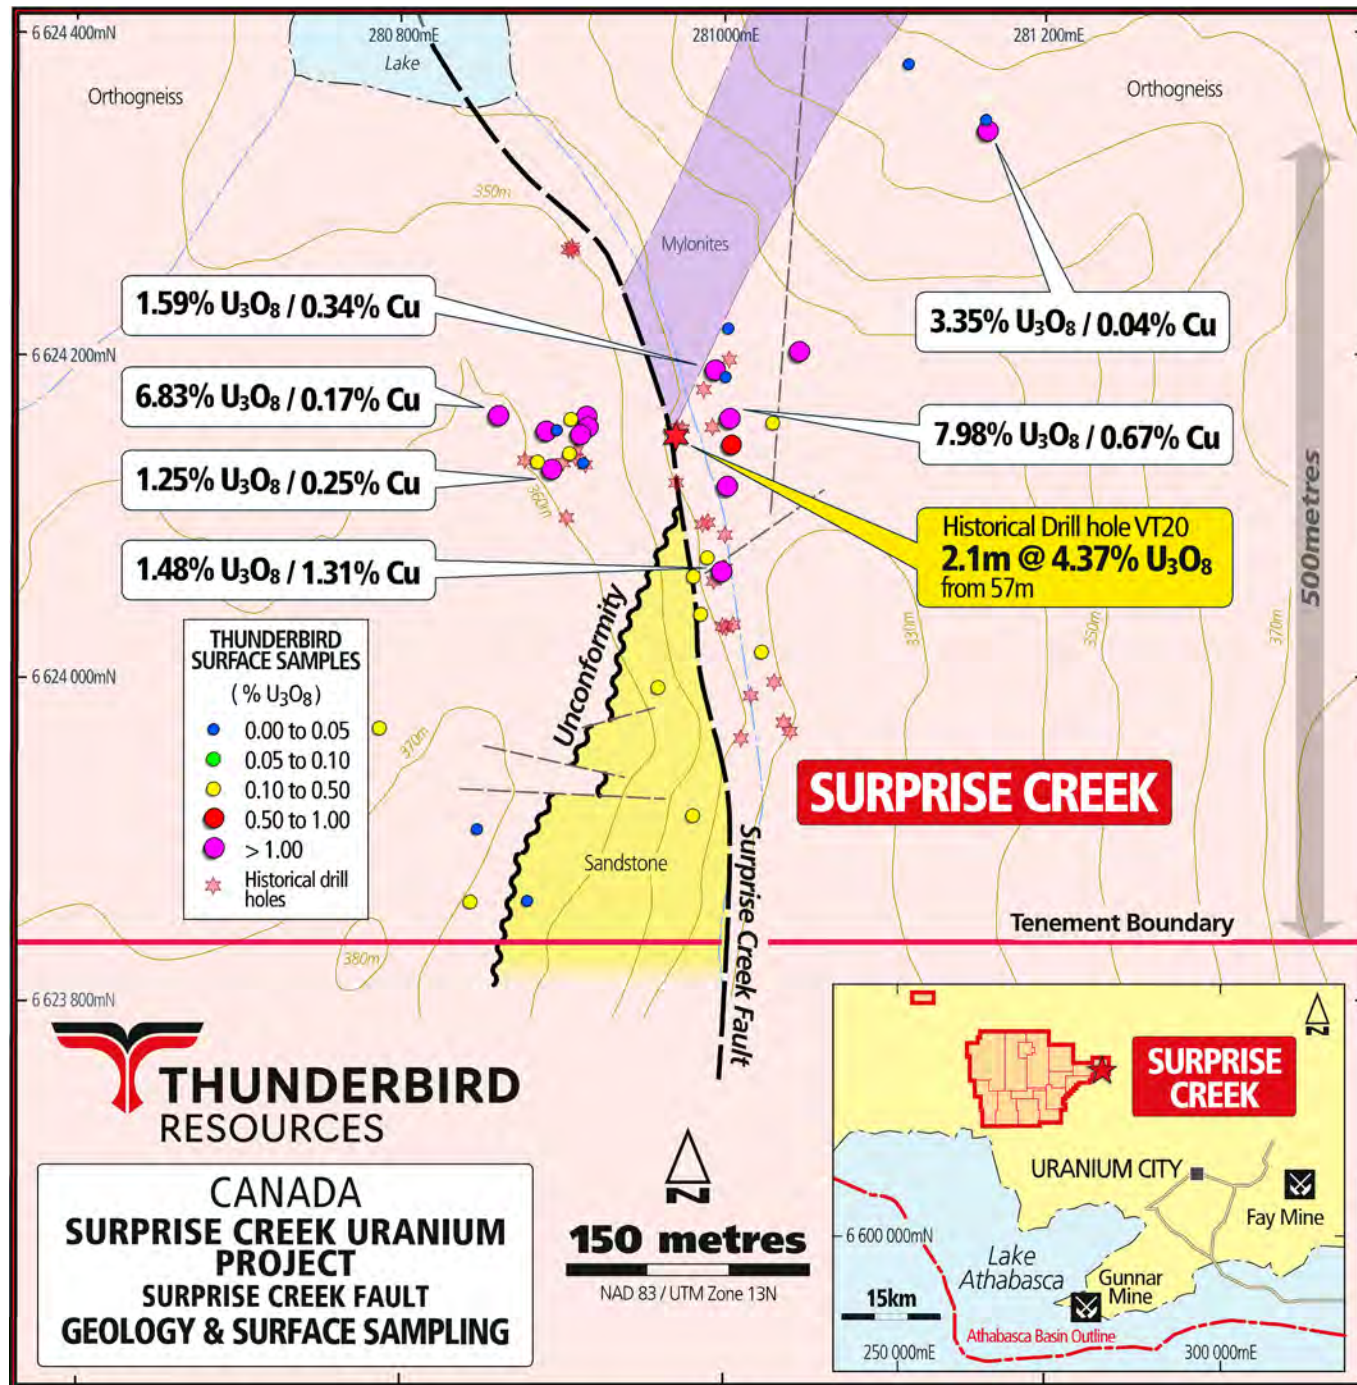 6 624 400mN
280 800mE
281 000mE
281 200mE
Lake
Orthogneiss
Orthogneiss
350m
Mylonites
1.59% U₃O₈ / 0.34% Cu
3.35% U₃O₈ / 0.04% Cu
6 624 200mN
6.83% U₃O₈ / 0.17% Cu
7.98% U₃O₈ / 0.67% Cu
1.25% U₃O₈ / 0.25% Cu
360m
Historical Drill hole VT20
2.1m @ 4.37% U₃O₈
from 57m
1.48% U₃O₈ / 1.31% Cu
500metres
330m
350m
370m
Unconformity
THUNDERBIRD
SURFACE SAMPLES
( % U₃O₈)
0.00 to 0.05
0.05 to 0.10
0.10 to 0.50
0.50 to 1.00
> 1.00
Historical drill
holes
6 624 000mN
370m
SURPRISE CREEK
Surprise Creek Fault
Sandstone
Tenement Boundary
380m
6 623 800mN
THUNDERBIRD
RESOURCES
CANADA
SURPRISE CREEK URANIUM
PROJECT
SURPRISE CREEK FAULT
GEOLOGY & SURFACE SAMPLING
N
150 metres
NAD 83 / UTM Zone 13N
N
SURPRISE
CREEK
URANIUM CITY
Fay Mine
6 600 000mN
Lake
Athabasca
Gunnar
Mine
15km
Athabasca Basin Outline
250 000mE
300 000mE